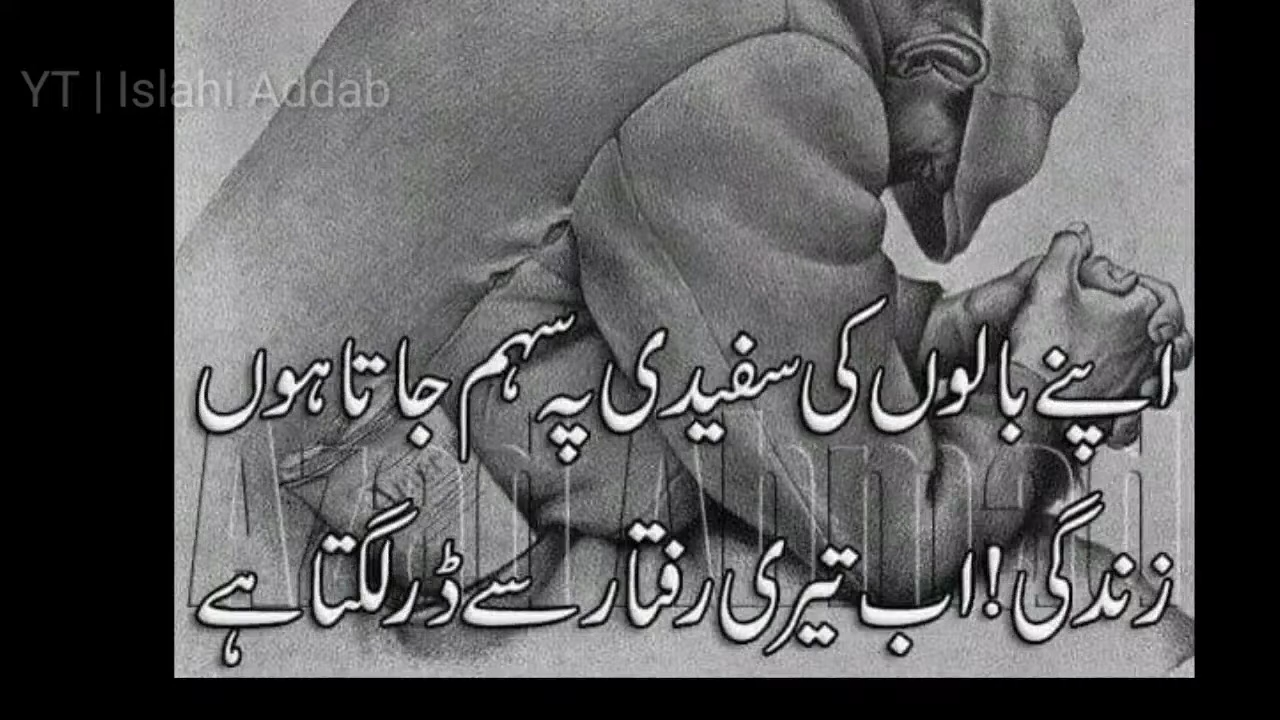 YT | Islahi Addab
اپنے بالوں کی سفیدی پہ سہم جاتا ہوں
زندگی! اب تیری رفتار سے ڈر لگتا ہے